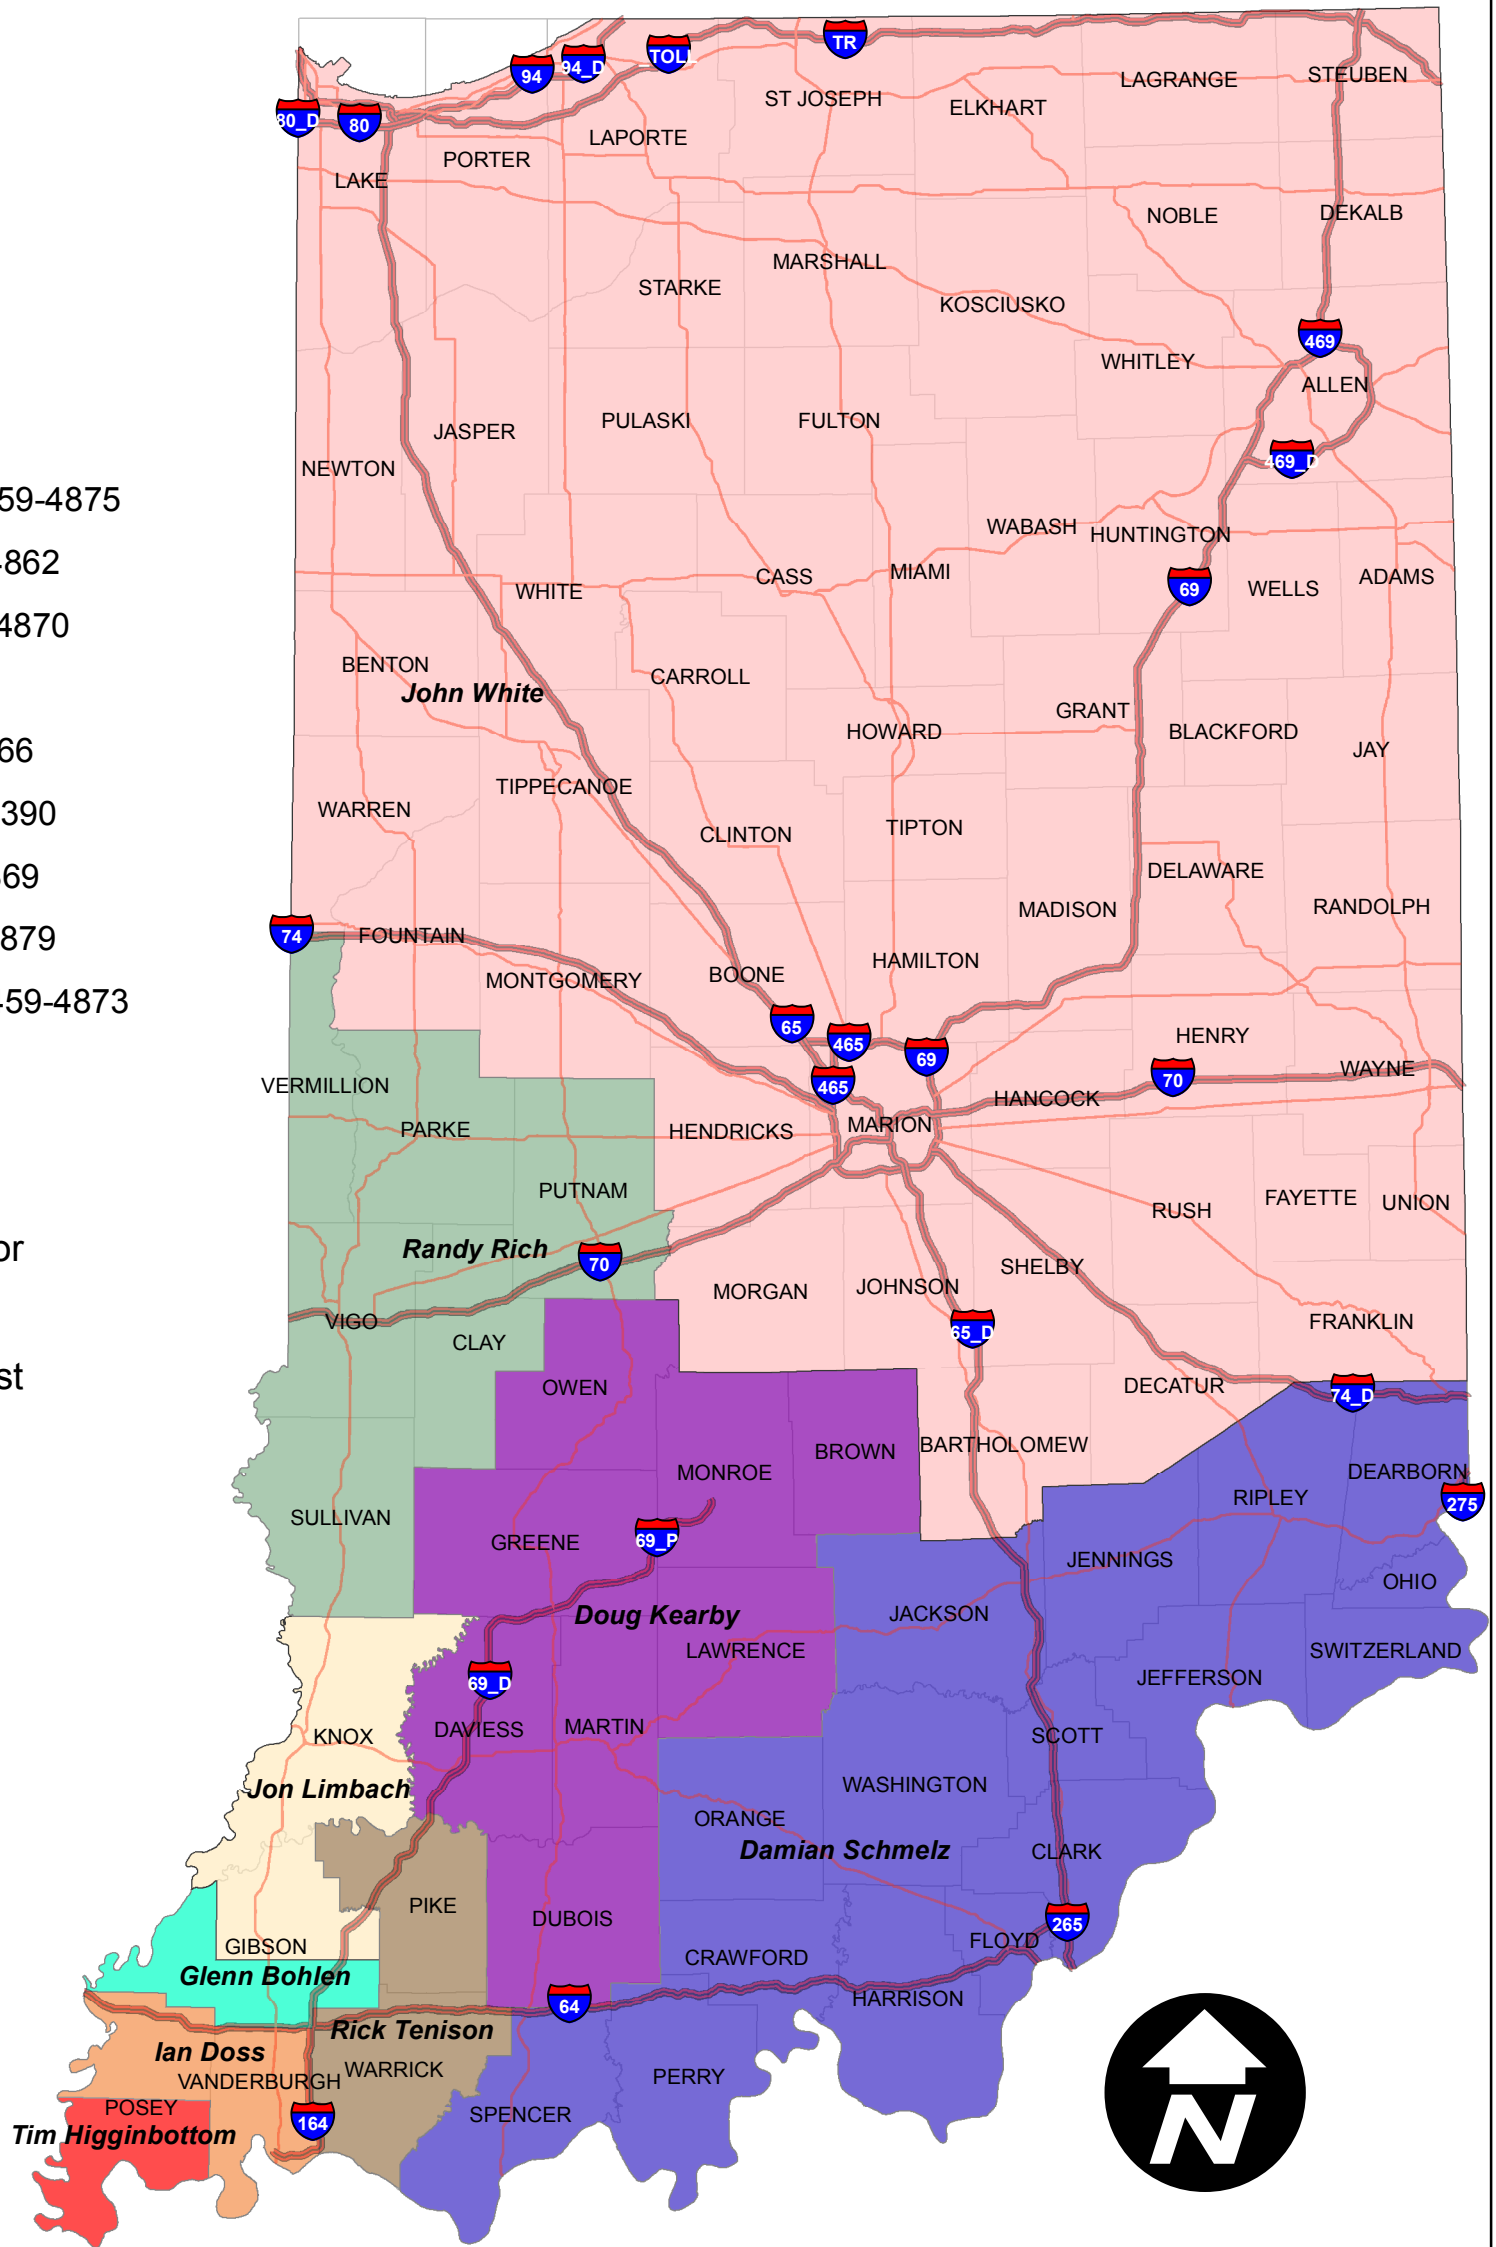 59-4875
862
4870
66
390
69
879
59-4873
or
st
94
94_D
TOLL
TR
80_D
80
LAKE
PORTER
LAPORTE
ST JOSEPH
ELKHART
LAGRANGE
STEUBEN
NOBLE
DEKALB
STARKE
MARSHALL
KOSCIUSKO
WHITLEY
469
ALLEN
469_D
NEWTON
JASPER
PULASKI
FULTON
WABASH
HUNTINGTON
69
WELLS
ADAMS
WHITE
CASS
MIAMI
BENTON
John White
CARROLL
HOWARD
GRANT
BLACKFORD
JAY
WARREN
TIPPECANOE
CLINTON
TIPTON
DELAWARE
MADISON
RANDOLPH
74
FOUNTAIN
MONTGOMERY
BOONE
HAMILTON
65
465
69
465
HENRY
70
WAYNE
HANCOCK
VERMILLION
PARKE
HENDRICKS
MARION
PUTNAM
RUSH
FAYETTE
UNION
Randy Rich
70
MORGAN
JOHNSON
SHELBY
65_D
FRANKLIN
VIGO
CLAY
OWEN
DECATUR
74_D
BROWN
BARTHOLOMEW
MONROE
DEARBORN
RIPLEY
275
SULLIVAN
GREENE
69_P
JENNINGS
OHIO
Doug Kearby
JACKSON
LAWRENCE
SWITZERLAND
JEFFERSON
69_D
KNOX
DAVIESS
MARTIN
SCOTT
Jon Limbach
WASHINGTON
ORANGE
Damian Schmelz
CLARK
PIKE
DUBOIS
265
GIBSON
CRAWFORD
FLOYD
Glenn Bohlen
64
HARRISON
Rick Tenison
Ian Doss
WARRICK
VANDERBURGH
PERRY
POSEY
164
SPENCER
Tim Higginbottom
N